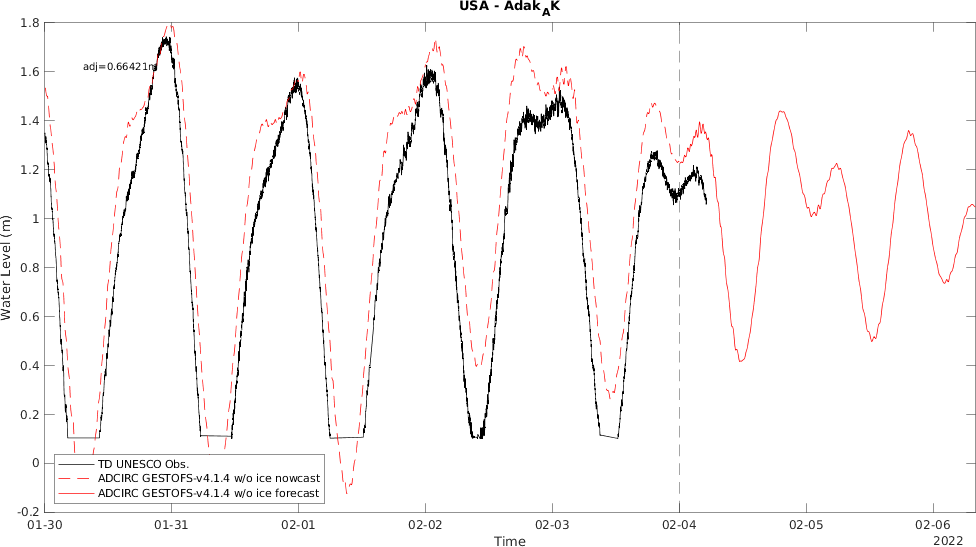 USA - Adak_AK
adj=0.66421m
1.8
1.6
1.4
1.2
1
0.8
0.6
0.4
0.2
0
-0.2
Water Level (m)
TD UNESCO Obs.
ADCIRC GESTOFS-v4.1.4 w/o ice nowcast
ADCIRC GESTOFS-v4.1.4 w/o ice forecast
01-30 01-31 02-01 02-02 02-03 02-04 02-05 02-06
Time
2022